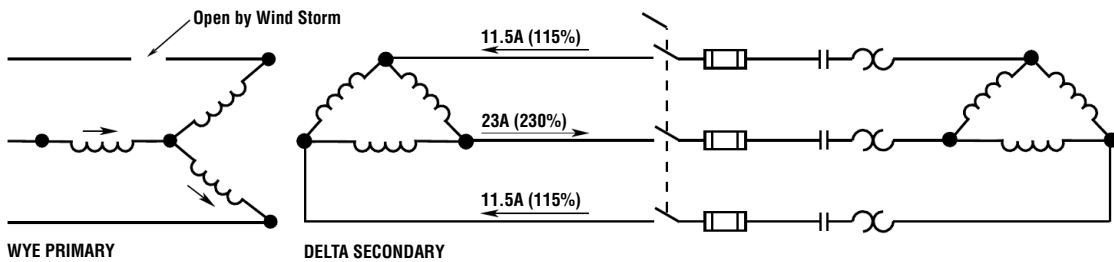 Open by Wind Storm
11.5A (115%)
23A (230%)
11.5A (115%)
WYE PRIMARY
DELTA SECONDARY